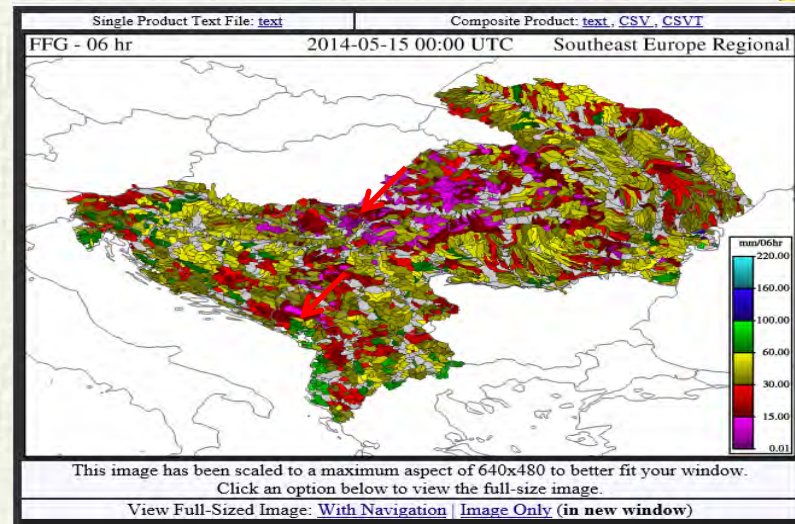 Single Product Text File: text
Composite Product: text , CSV , CSVT
FFG - 06 hr 2014-05-15 00:00 UTC Southeast Europe Regional
mm/06hr
220.00
160.00
100.00
60.00
30.00
15.00
0.01
This image has been scaled to a maximum aspect of 640x480 to better fit your window.
Click an option below to view the full-size image.
View Full-Sized Image: With Navigation | Image Only (in new window)